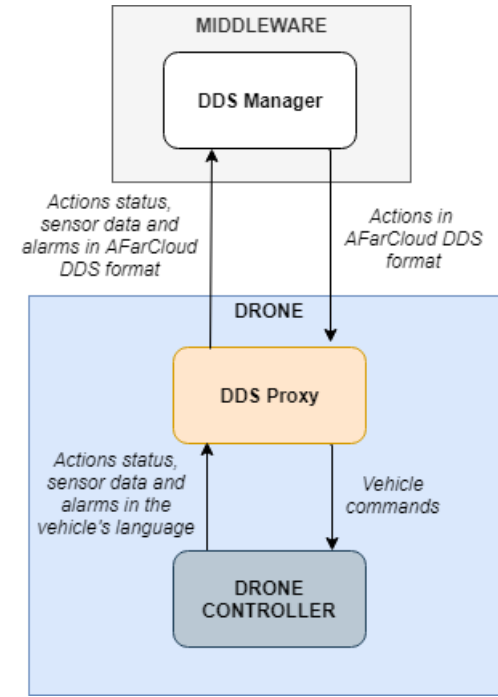 MIDDLEWARE
DDS Manager
Actions status,
sensor data and
alarms in AFarCloud
DDS format
Actions in
AFarCloud DDS
format
DRONE
DDS Proxy
Actions status,
sensor data and
alarms in the
vehicle's language
Vehicle
commands
DRONE
CONTROLLER